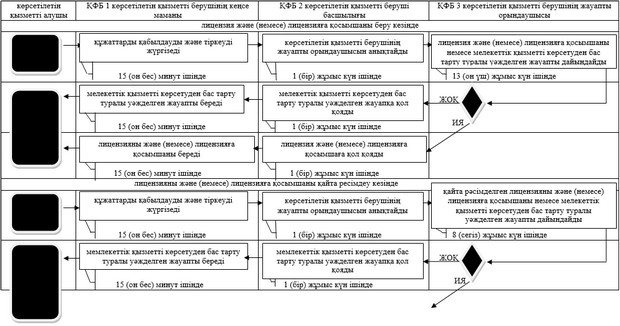 көрсетілетін қызметті алушы
ҚФБ 1 көрсетілетін қызметті берушінің кеңсе маманы
ҚФБ 2 көрсетілетін қызметті беруші басшылығы
ҚФБ 3 көрсетілетін қызметті берушінің жауапты орындаушысы
лицензия және (немесе) лицензияға қосымшаны беру кезінде
құжаттарды қабылдауды және тіркеуді
жүргізеді
15 (он бес) минут ішінде
көрсетілетін қызметті берушінің
жауапты орындаушысын анықтайды
1 (бір) жұмыс күн ішінде
лицензия және (немесе) лицензияға қосымшаны
немесе мелекеттік қызметті көрсетуден бас
тарту туралы уәжделген жауапты дайындайды
13 (он үш) жұмыс күн ішінде
мелекеттік қызметті көрсетуден бас тарту
туралы уәжделген жауапты береді
15 (он бес) минут ішінде
мелекеттік қызметті көрсетуден бас
тарту туралы уәжделген жауапқа қол
қояды
1 (бір) жұмыс күн ішінде
ЖОҚ
ИЯ
лицензияны және (немесе) лицензияға
қосымшаны береді
15 (он бес) минут ішінде
лицензия және (немесе) лицензияға
қосымшаға қол қояды
1 (бір) жұмыс күн ішінде
лицензияны және (немесе) лицензияға қосымшаны қайта ресімдеу кезінде
құжаттарды қабылдауды және тіркеуді
жүргізеді
15 (он бес) минут ішінде
көрсетілетін қызметті берушінің
жауапты орындаушысын анықтайды
1 (бір) жұмыс күн ішінде
қайта рәсімделген лицензияны және (немесе)
лицензияға қосымшаны немесе мелекеттік
қызметті көрсетуден бас тарту туралы
уәжделген жауапты дайындайды
8 (сегіз) жұмыс күн ішінде
мемлекеттік қызметті көрсетуден бас
тарту туралы уәжделген жауапты береді
15 (он бес) минут ішінде
мемлекеттік қызметті көрсетуден бас
тарту туралы уәжделген жауапқа қол
қояды
1 (бір) жұмыс күн ішінде
ЖОҚ
ИЯ